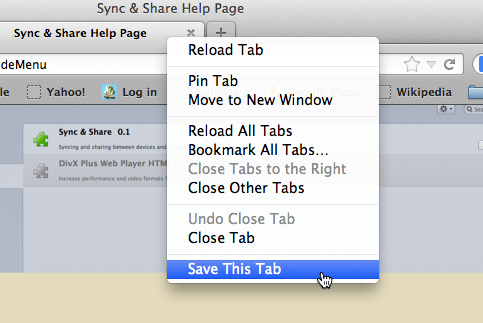 Sync & Share Help Page
Sync & Share Help Page
deMenu
Yahoo!
Log in
Maps
Wikipedia
Reload Tab
Pin Tab
Move to New Window
Reload All Tabs
Bookmark All Tabs...
Close Tabs to the Right
Close Other Tabs
Undo Close Tab
Close Tab
Save This Tab
Sync & Share 0.1
Syncing and sharing between devices and
DivX Plus Web Player HTM
Increase performance and video formats f